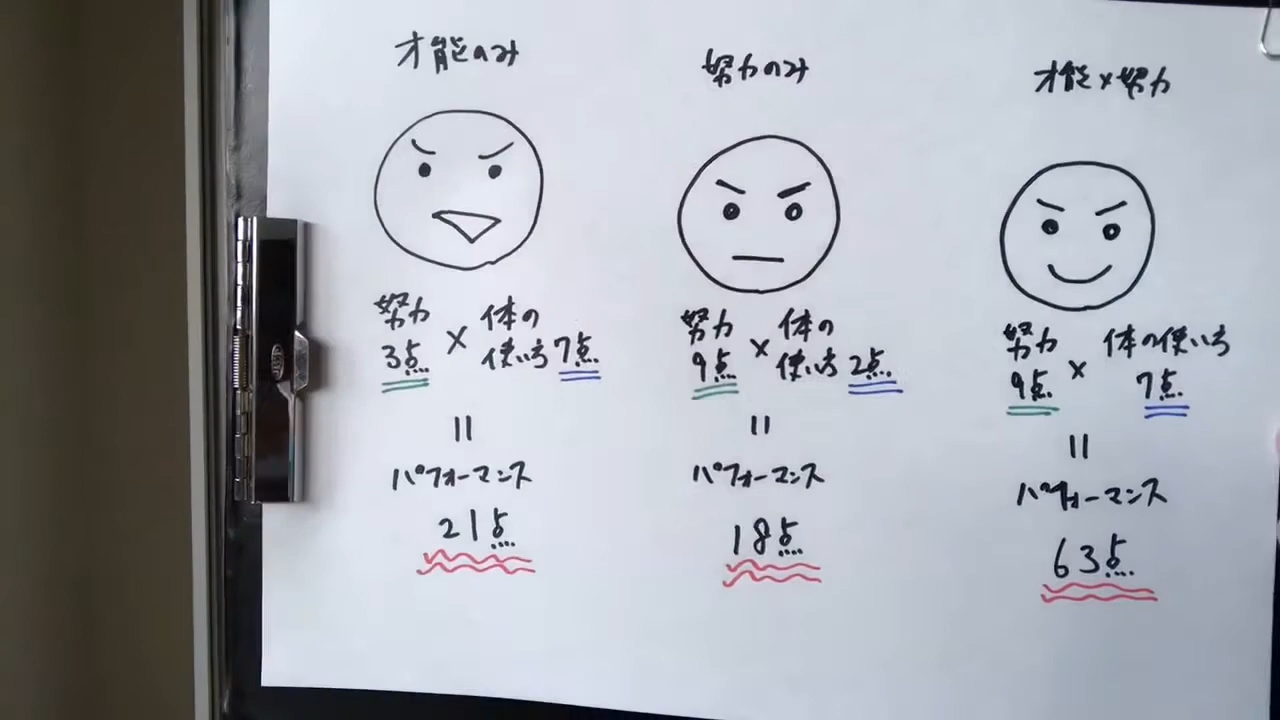 才能のみ
努力
3点
×
体の
使い方7点
||
パフォーマンス
21点
努力のみ
努力
9点
×
体の
使い方2点
||
パフォーマンス
18点
才能×努力
努力
9点
×
体の使い方
7点
||
パフォーマンス
63点